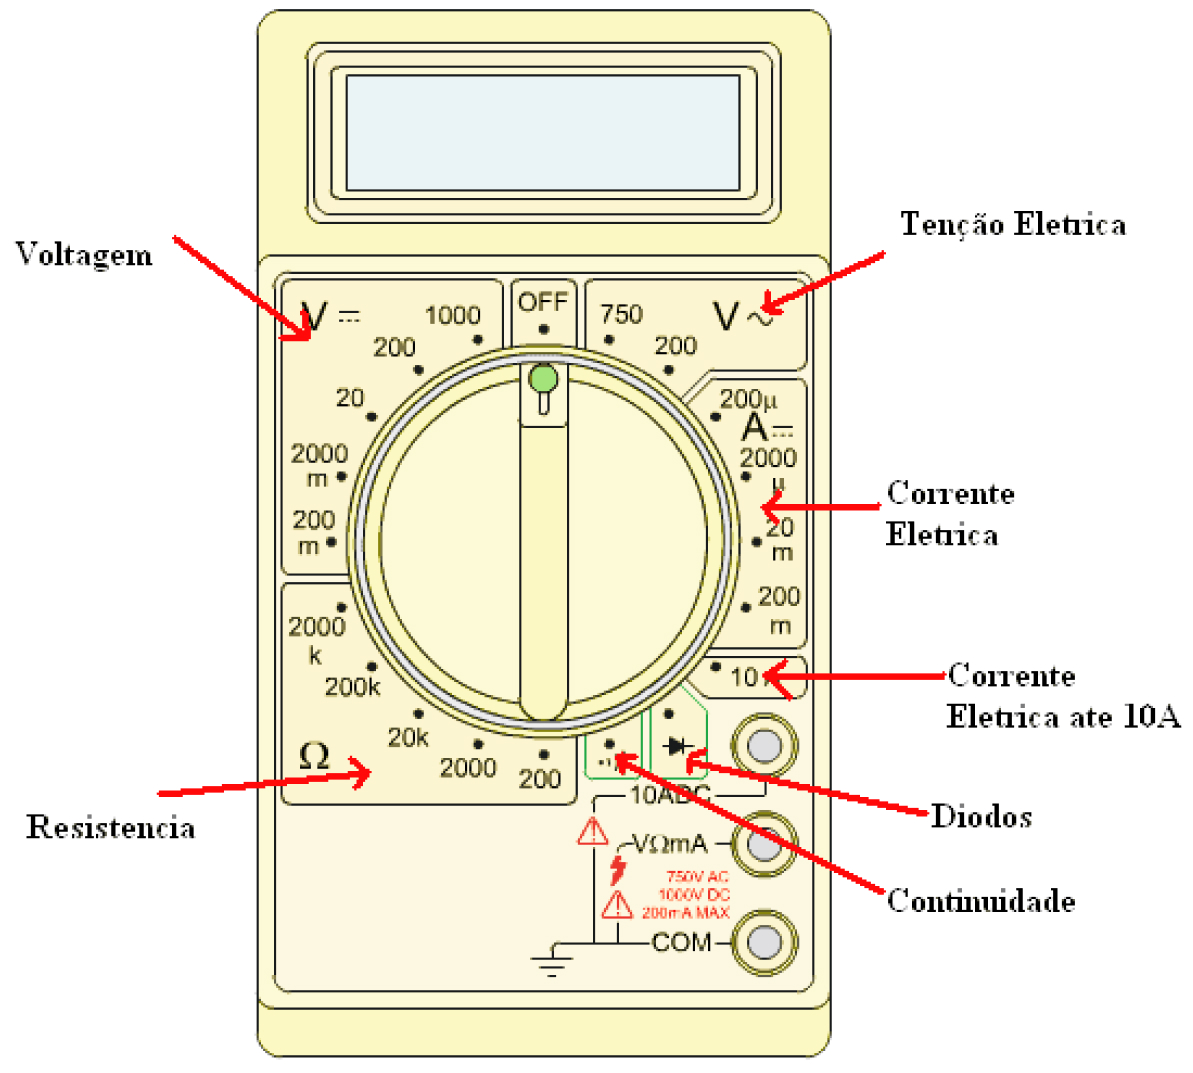 Tenção Eletrica
Voltagem
V
1000
OFF
750
V
200
200
20
200µ
A
2000
m
2000
µ
Corrente
Eletrica
200
m
20
m
200
m
2000
k
200k
10
Corrente
Eletrica ate 10A
20k
2000
200
Ω
Resistencia
10ADC
Diodos
VΩmA
750V AC
1000V DC
200mA MAX
Continuidade
COM